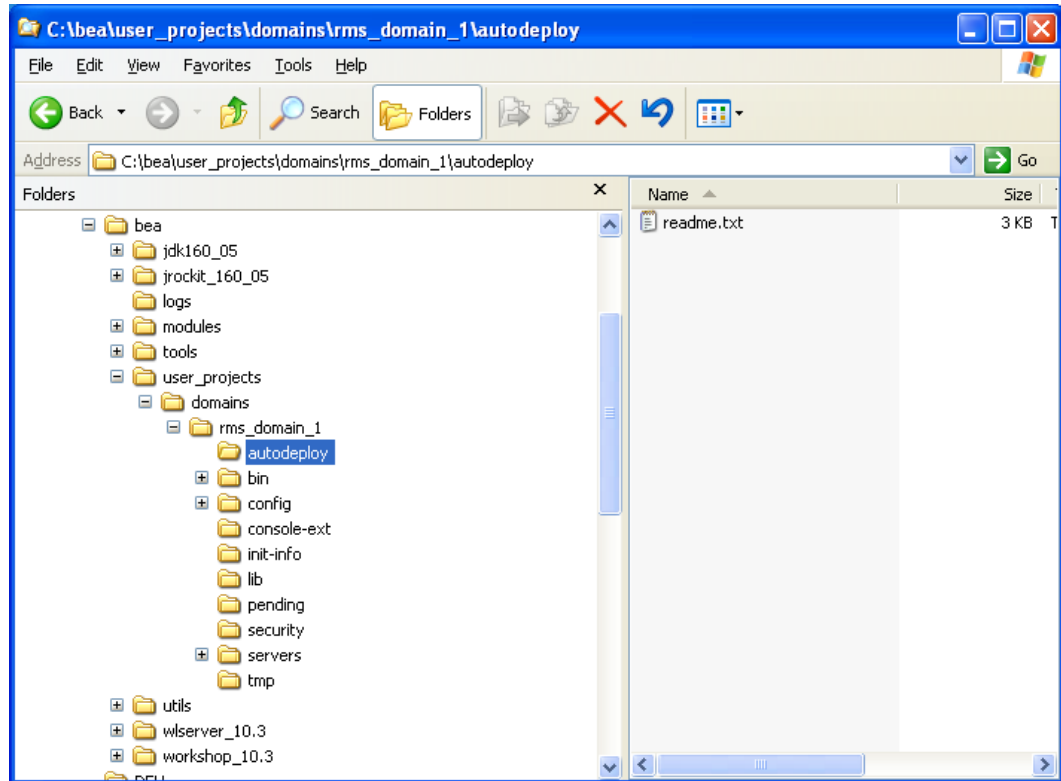 C:\bea\user_projects\domains\rms_domain_1\autodeploy
File Edit View Favorites Tools Help
Back Search Folders
Address C:\bea\user_projects\domains\rms_domain_1\autodeploy Go
Folders
Name Size
bea
jdk160_05
jrockit_160_05
logs
modules
tools
user_projects
domains
rms_domain_1
autodeploy
bin
config
console-ext
init-info
lib
pending
security
servers
tmp
utils
wlserver_10.3
workshop_10.3
readme.txt 3 KB T